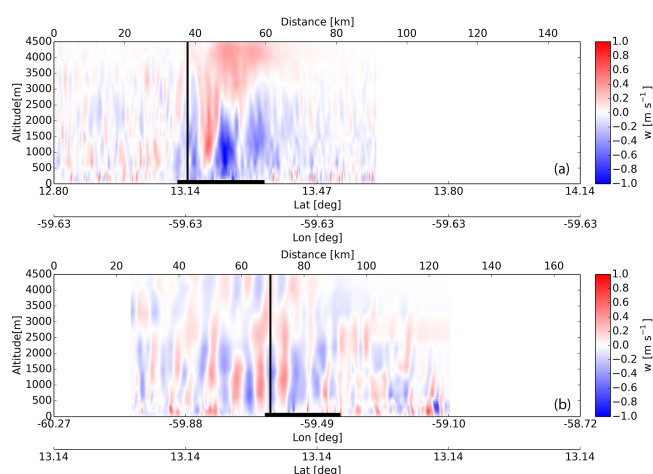 Distance [km]
0 20 40 60 80 100 120 140
4500
4000
3500
3000
2500
2000
1500
1000
500
0
Altitude[m]
(a)
12.80 13.14 13.47 13.80 14.14
Lat [deg]
-59.63 -59.63 -59.63 -59.63 -59.63
Lon [deg]
1.0
0.8
0.6
0.4
0.2
0.0
−0.2
−0.4
−0.6
−0.8
−1.0
w [m s⁻¹]
Distance [km]
0 20 40 60 80 100 120 140 160
4500
4000
3500
3000
2500
2000
1500
1000
500
0
Altitude[m]
(b)
-60.27 -59.88 -59.49 -59.10 -58.72
Lon [deg]
13.14 13.14 13.14 13.14 13.14
Lat [deg]
1.0
0.8
0.6
0.4
0.2
0.0
−0.2
−0.4
−0.6
−0.8
−1.0
w [m s⁻¹]